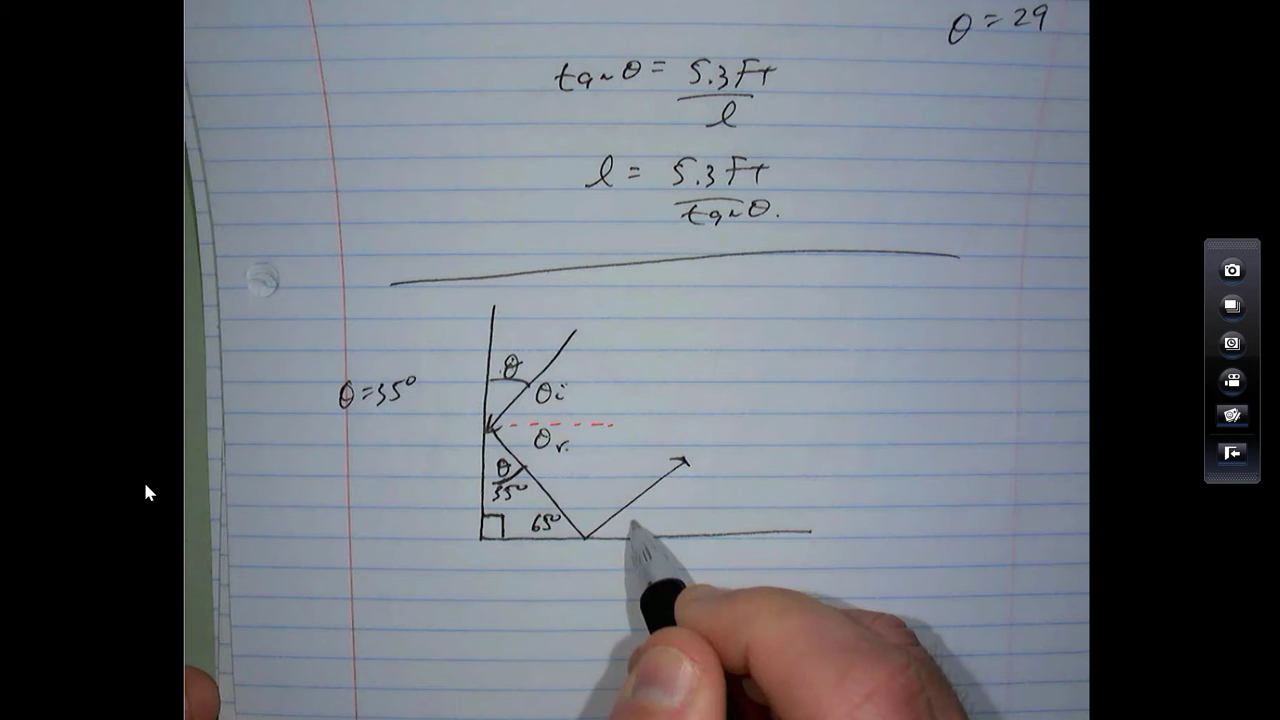 θ = 29
tan θ = 5.3 Ft
l
l = 5.3 Ft
tan θ.
θ
θ = 35°
θi
θr.
θ
35°
65°